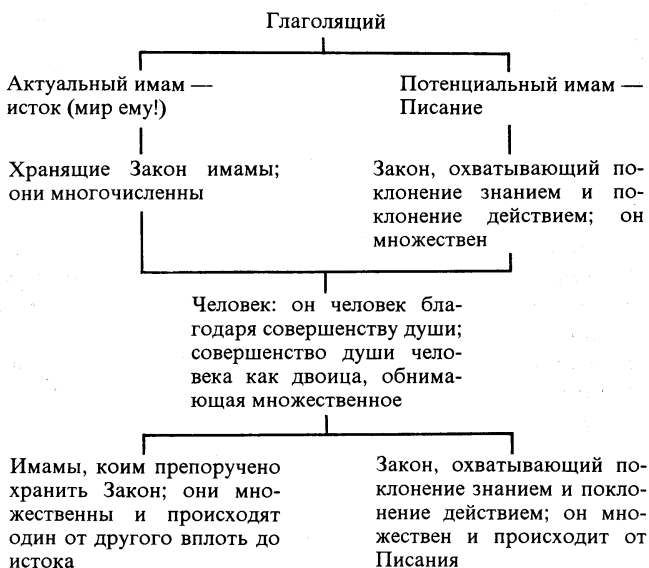 Глаголящий
Актуальный имам —
исток (мир ему!)
Потенциальный имам —
Писание
Хранящие Закон имамы;
они многочисленны
Закон, охватывающий по-
клонение знанием и по-
клонение действием; он
множествен
Человек: он человек бла-
годаря совершенству души;
совершенство души чело-
века как двоица, обнима-
ющая множественное
Имамы, коим препоручено
хранить Закон; они мно-
жественны и происходят
один от другого вплоть до
истока
Закон, охватывающий по-
клонение знанием и покло-
нение действием; он мно-
жествен и происходит от
Писания